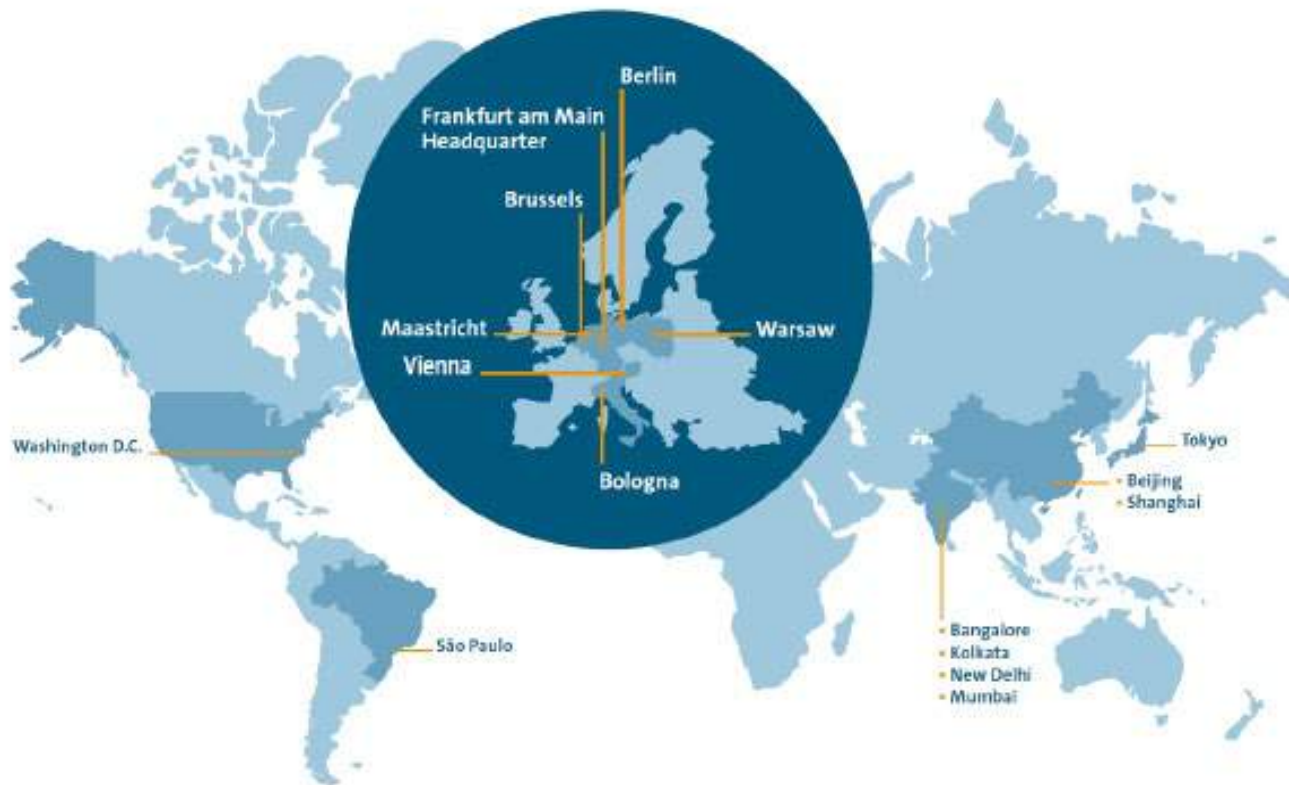 Berlin
Frankfurt am Main
Headquarter
Brussels
Maastricht
Warsaw
Vienna
Bologna
Washington D.C.
Tokyo
• Beijing
• Shanghai
São Paulo
• Bangalore
• Kolkata
• New Delhi
• Mumbai